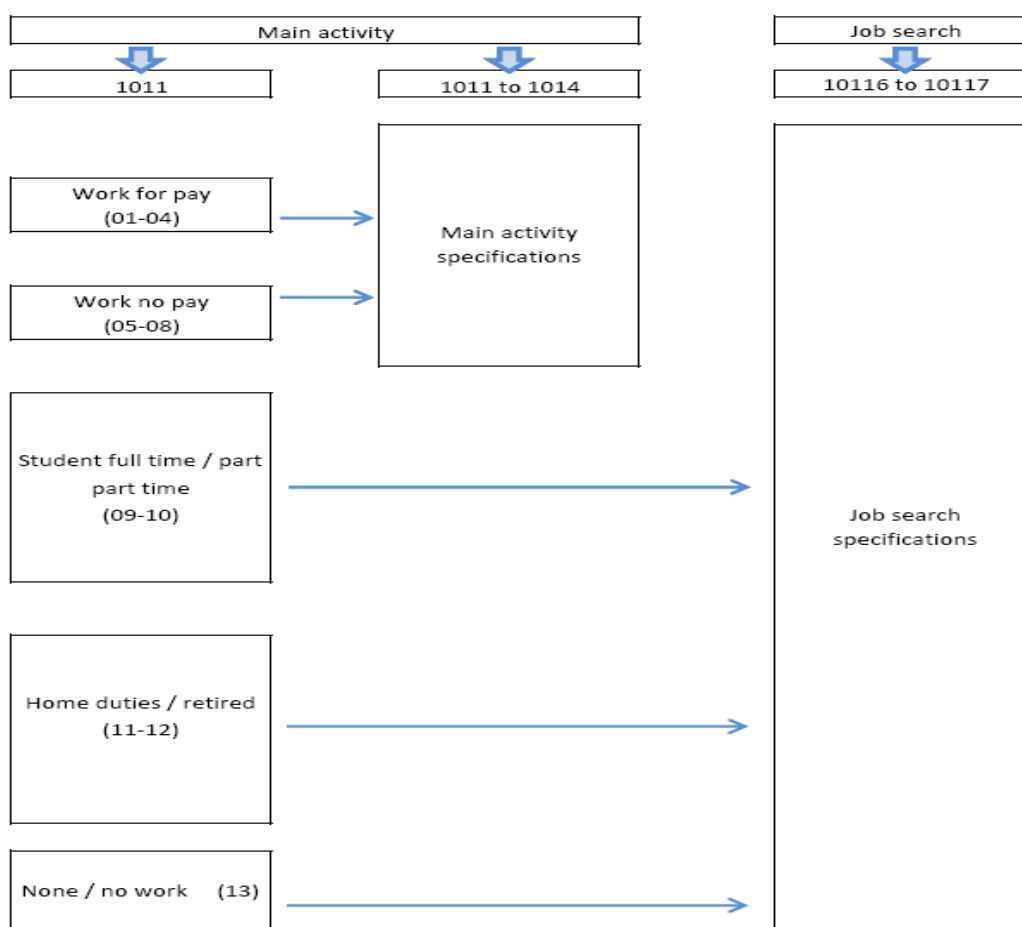 Main activity
Job search
1011
1011 to 1014
10116 to 10117
Work for pay
(01-04)
Main activity
specifications
Work no pay
(05-08)
Student full time / part
part time
(09-10)
Job search
specifications
Home duties / retired
(11-12)
None / no work (13)